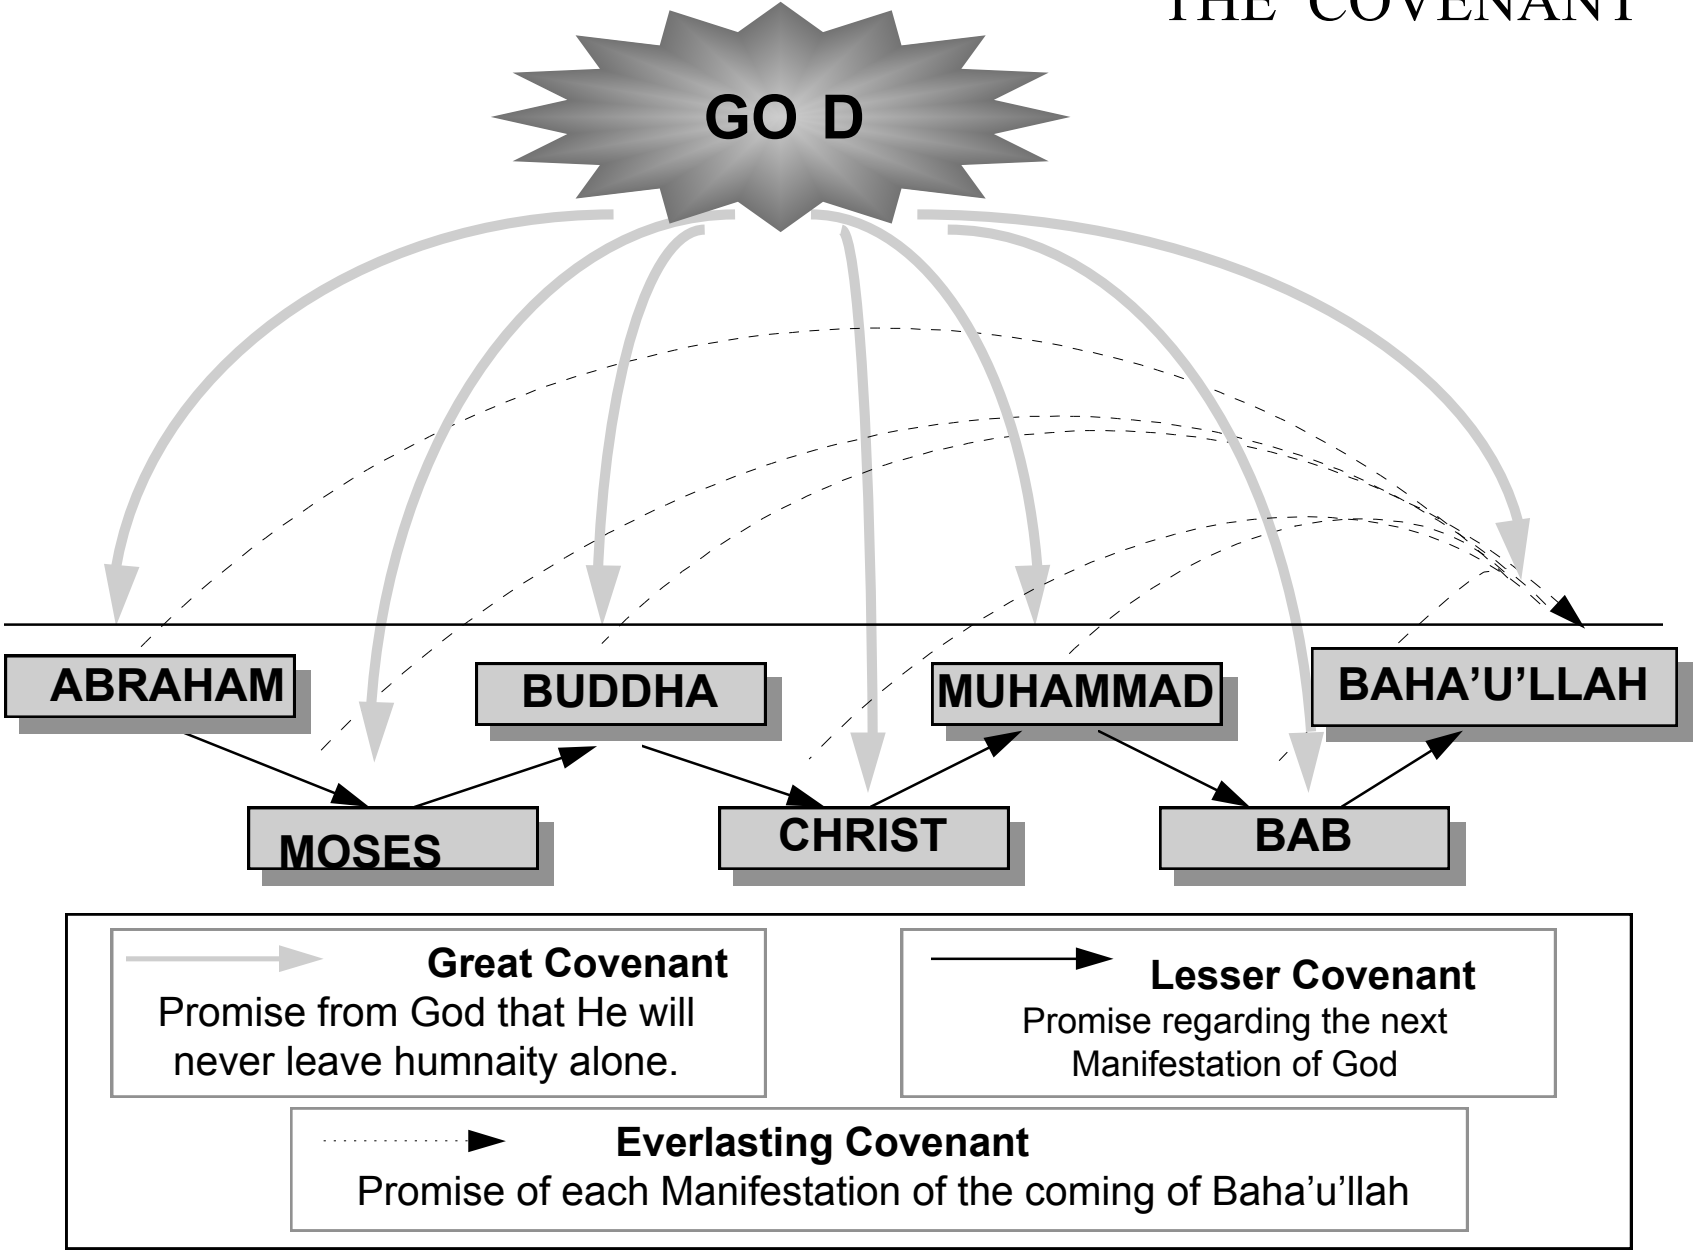 THE COVENANT
GO D
ABRAHAM
BUDDHA
MUHAMMAD
BAHA’U’LLAH
MOSES
CHRIST
BAB
Great Covenant
Promise from God that He will
never leave humnaity alone.
Lesser Covenant
Promise regarding the next
Manifestation of God
Everlasting Covenant
Promise of each Manifestation of the coming of Baha’u’llah